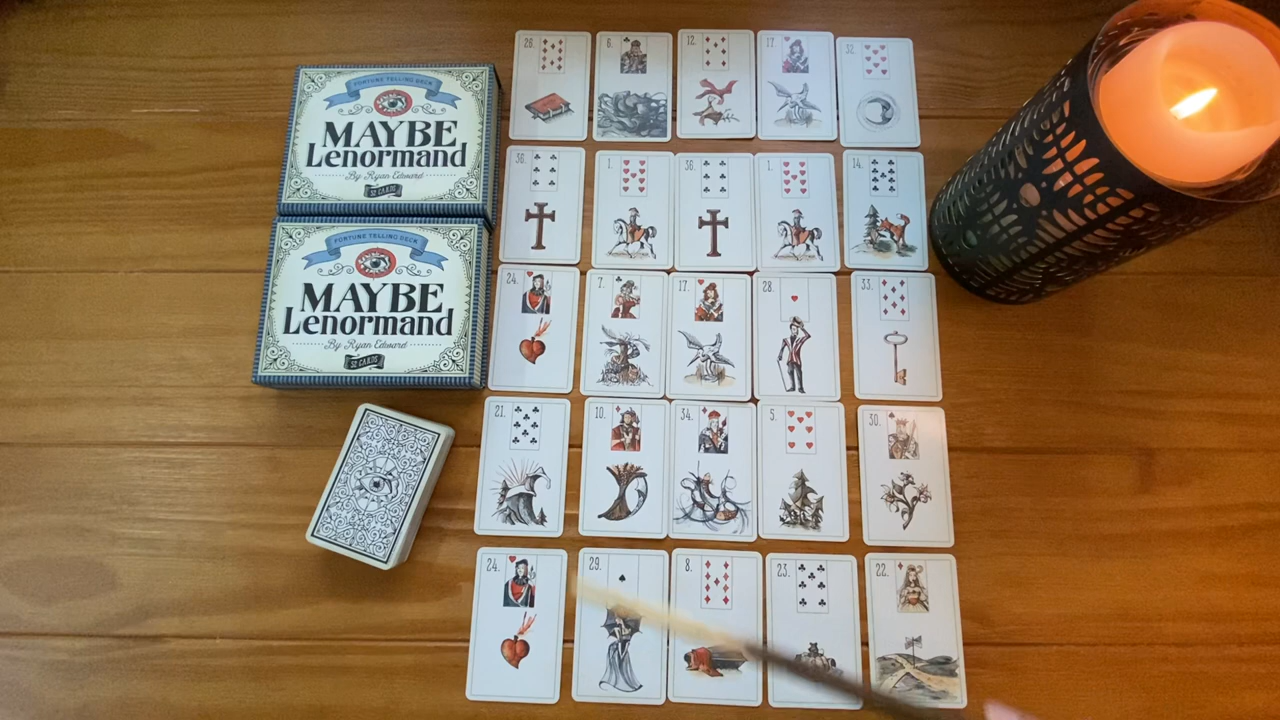 FORTUNE TELLING DECK
MAYBE
Lenormand
By Ryan Edward
52 CARDS
FORTUNE TELLING DECK
MAYBE
Lenormand
By Ryan Edward
52 CARDS
26. 6. 12. 17. 32.
36. 1. 36. 1. 14.
24. 7. 17. 28. 33.
21. 10. 34. 5. 30.
24. 29. 8. 23. 22.